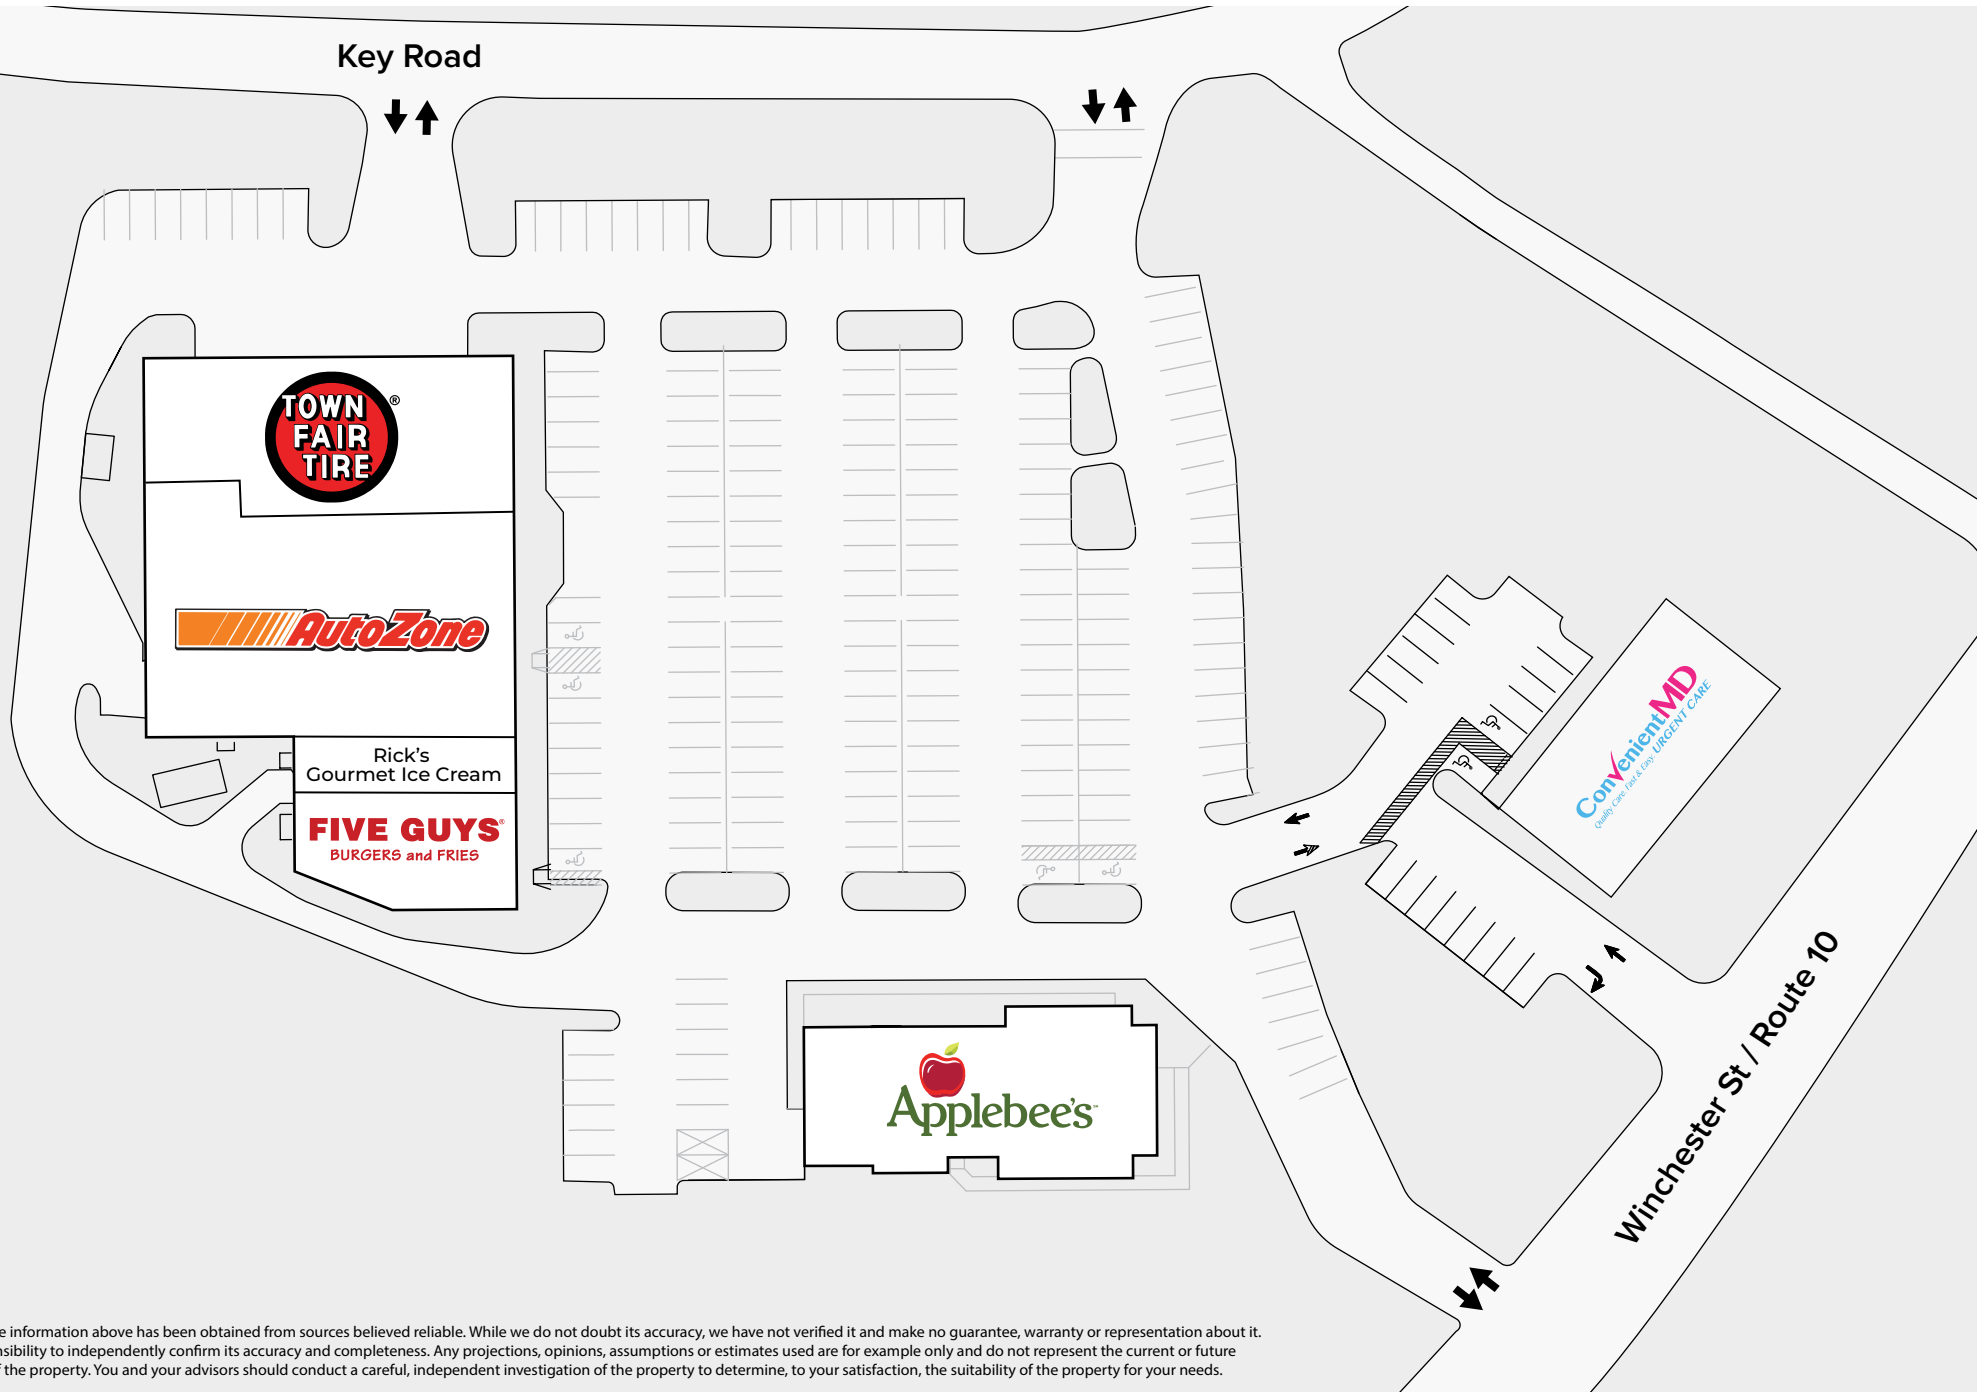 Key Road
TOWN
FAIR
TIRE
®
AutoZone
Rick's
Gourmet Ice Cream
FIVE GUYS®
BURGERS and FRIES
ConvenientMD
Quality Care. Fast & Easy. URGENT CARE
Applebee's™
Winchester St / Route 10
e information above has been obtained from sources believed reliable. While we do not doubt its accuracy, we have not verified it and make no guarantee, warranty or representation about it.
nsibility to independently confirm its accuracy and completeness. Any projections, opinions, assumptions or estimates used are for example only and do not represent the current or future
f the property. You and your advisors should conduct a careful, independent investigation of the property to determine, to your satisfaction, the suitability of the property for your needs.